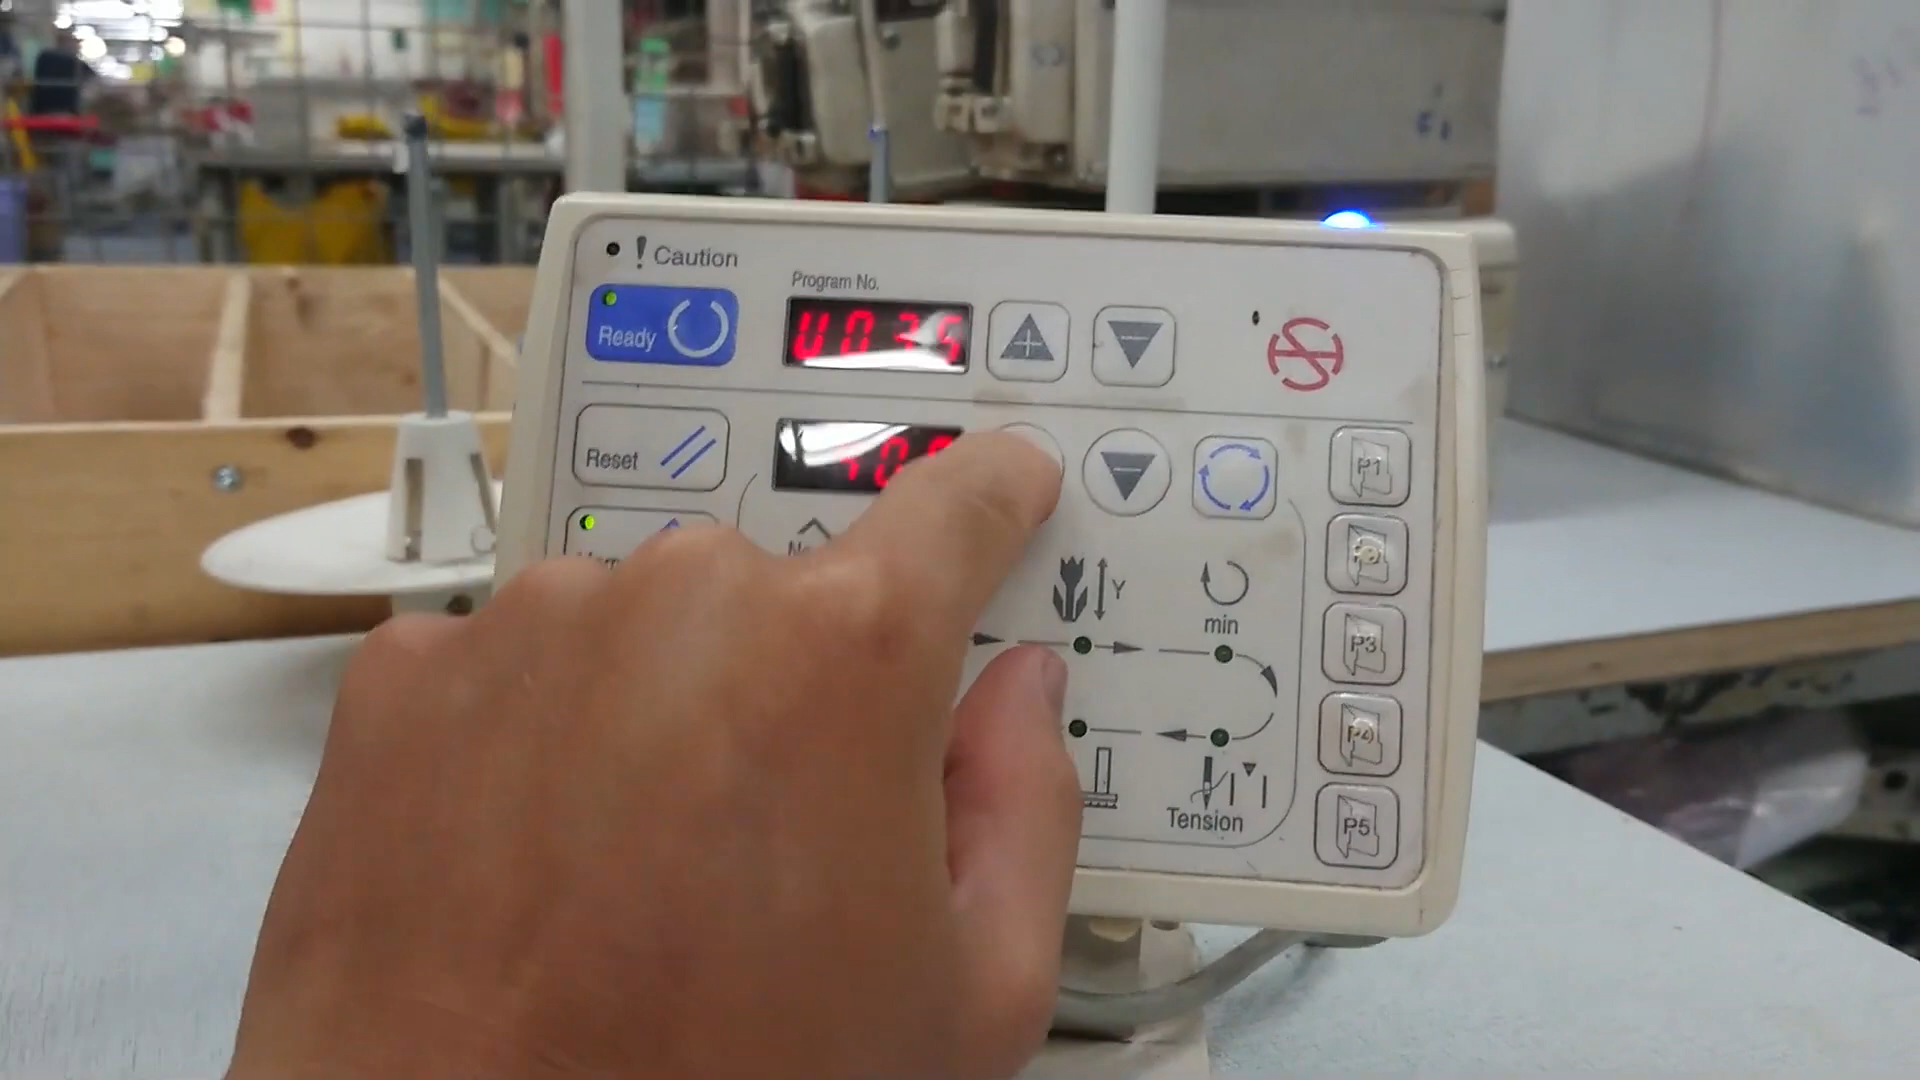 ! Caution
Program No.
Ready
U035
Reset
P1
Y
min
P3
P4
Tension
P5